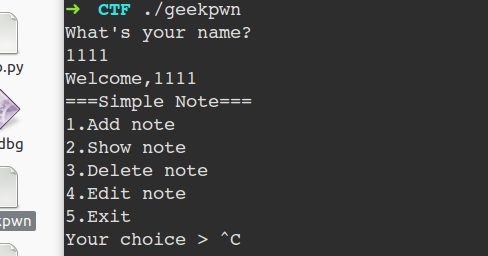 ➜ CTF ./geekpwn
What's your name?
1111
Welcome,1111
===Simple Note===
1.Add note
2.Show note
3.Delete note
4.Edit note
5.Exit
Your choice > ^C
.py
dbg
pwn